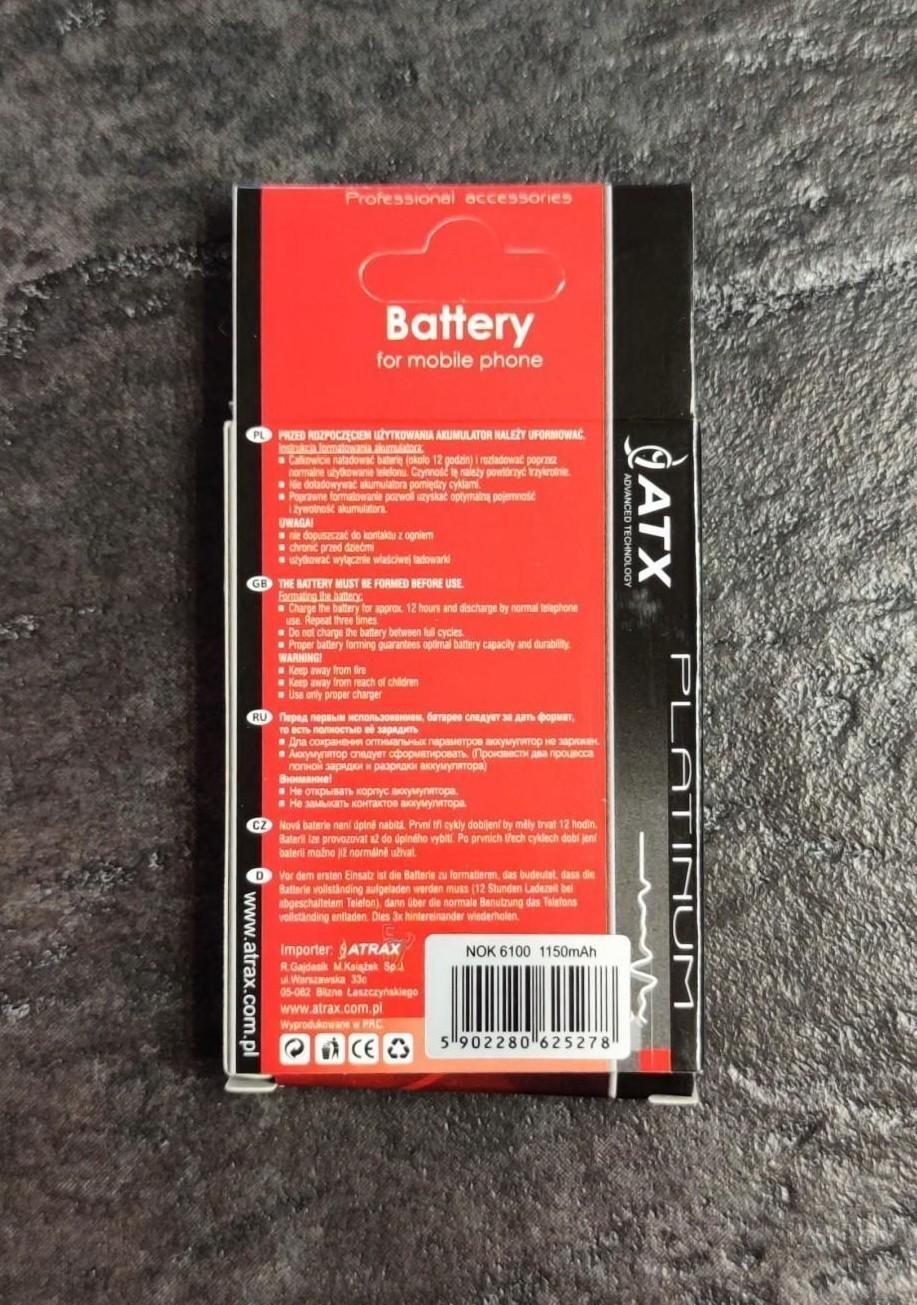 Professional accessories
Battery
for mobile phone
PL PRZED ROZPOCZĘCIEM UŻYTKOWANIA AKUMULATOR NALEŻY UFORMOWAĆ.
Instrukcja formatowania akumulatora:
Całkowicie naładować baterię (około 12 godzin) i rozładować poprzez
normalne użytkowanie telefonu. Czynność tę należy powtórzyć trzykrotnie.
Nie doładowywać akumulatora pomiędzy cyklami.
Poprawne formatowanie pozwoli uzyskać optymalną pojemność
i żywotność akumulatora.
UWAGA!
nie dopuszczać do kontaktu z ogniem
chronić przed dziećmi
użytkować wyłącznie właściwej ładowarki
GB THE BATTERY MUST BE FORMED BEFORE USE.
Formating the battery:
Charge the battery for approx. 12 hours and discharge by normal telephone
use. Repeat three times.
Do not charge the battery between full cycles.
Proper battery forming guarantees optimal battery capacity and durability.
WARNING!
Keep away from fire
Keep away from reach of children
Use only proper charger
RU Перед первым использованием, батарее следует за дать формат,
то есть полностью её зарядить
Для сохранения оптимальных параметров аккумулятор не заряжен.
Аккумулятор следует сформатировать. (Произвести два процесса
полной зарядки и разрядки аккумулятора)
Внимание!
Не открывать корпус аккумулятора.
Не замыкать контактов аккумулятора.
CZ Nová baterie není úplně nabitá. První tři cykly dobíjení by měly trvat 12 hodin.
Baterii lze provozovat až do úplného vybití. Po prvních třech cyklech dobí jení
baterii možno již normálně užívat.
D Vor dem ersten Einsatz ist die Batterie zu formatieren, das budeutet, dass die
Batterie vollständing aufgeladen werden muss (12 Stunden Ladezeit bei
abgeschaltetem Telefon), dann über die normale Benutzung das Telefons
vollständing entladen. Dies 3x hintereinander wiederholen.
Importer: ATRAX
R.Gajdasik M.Książek Sp.J.
ul.Warszawska 33c
05-082 Blizne Łaszczyńskiego
www.atrax.com.pl
Wyprodukowane w P.R.C.
CE
NOK 6100 1150mAh
5 902280 625278
www.atrax.com.pl
ATX
ADVANCED TECHNOLOGY
PLATINUM